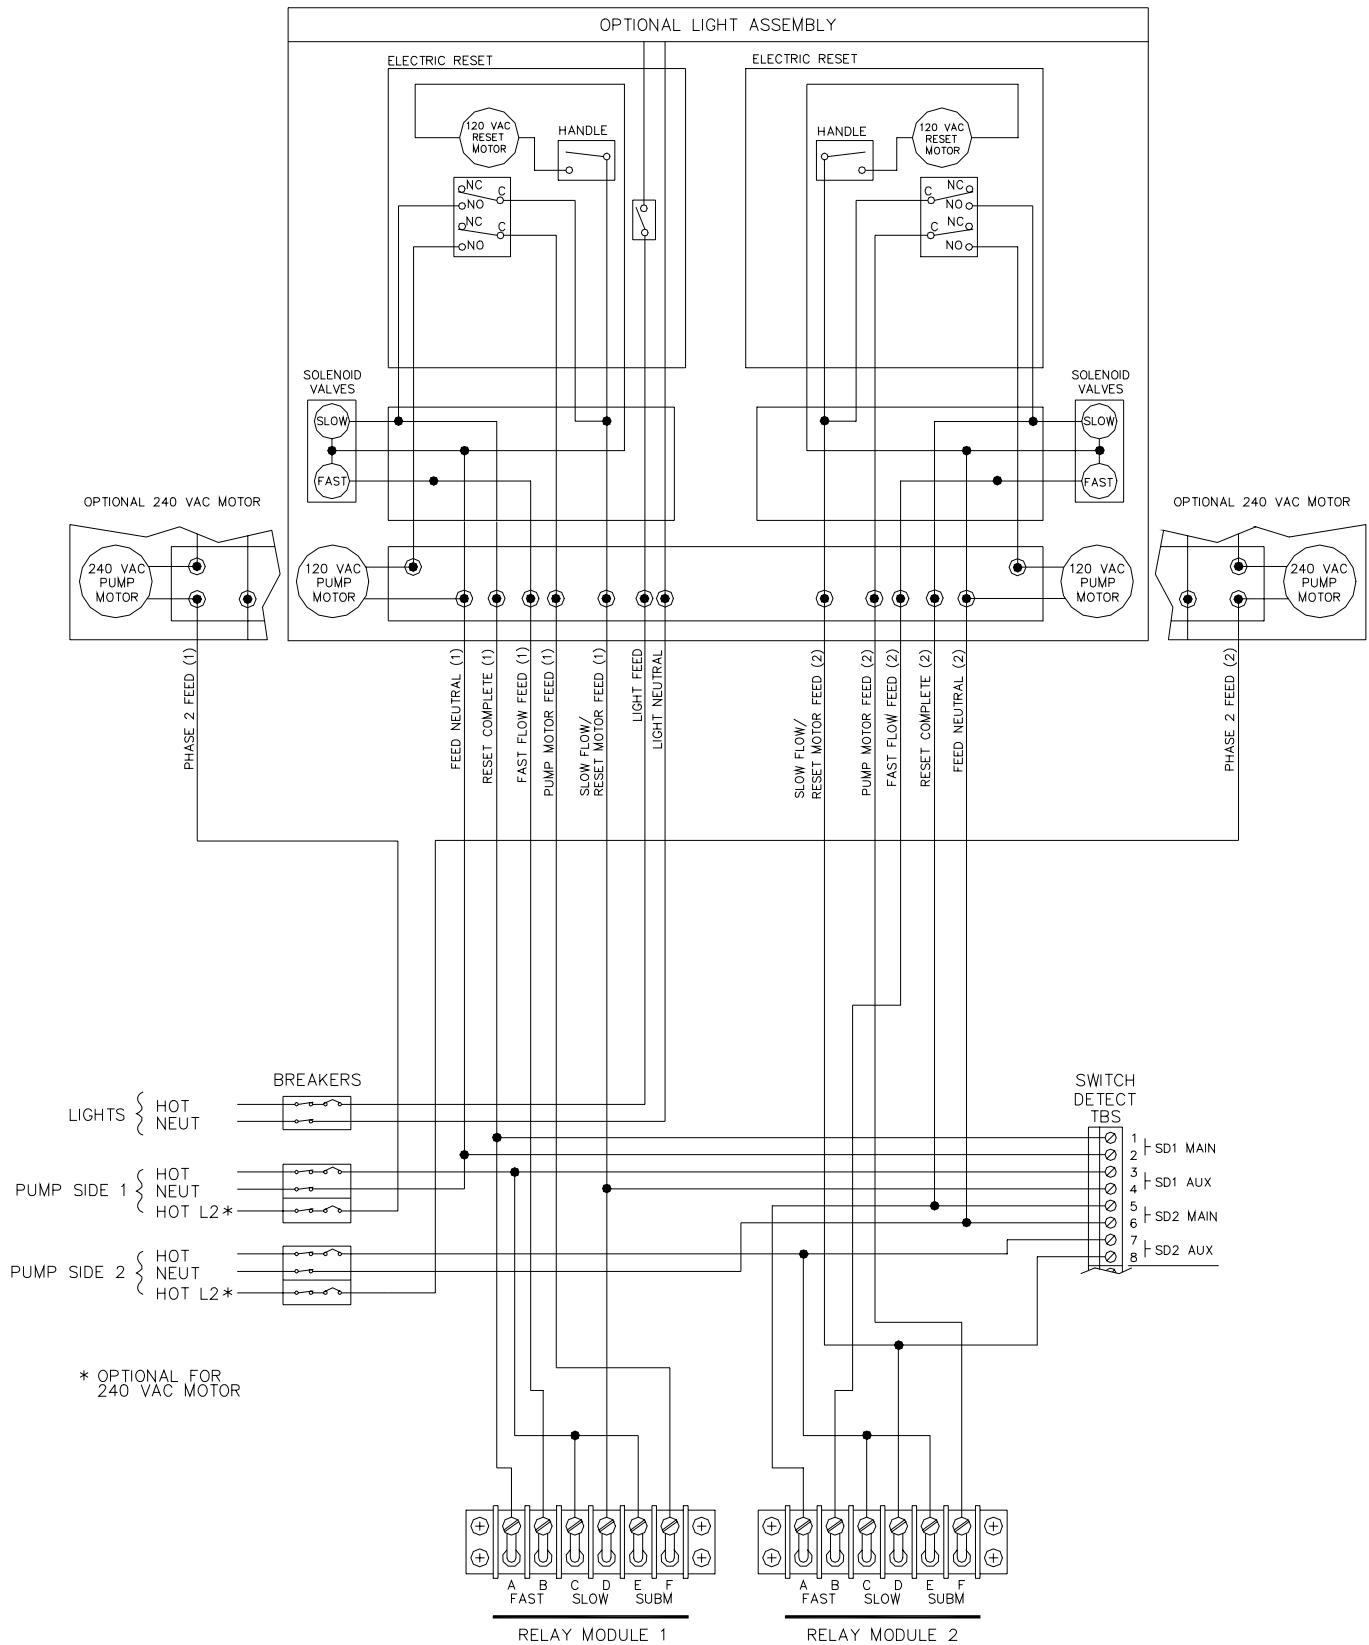 OPTIONAL LIGHT ASSEMBLY
ELECTRIC RESET
ELECTRIC RESET
120 VAC
RESET
MOTOR
HANDLE
HANDLE
120 VAC
RESET
MOTOR
NC
C
NO
NC
C
NO
NC
C
NO
NC
C
NO
SOLENOID
VALVES
SLOW
FAST
SOLENOID
VALVES
SLOW
FAST
OPTIONAL 240 VAC MOTOR
OPTIONAL 240 VAC MOTOR
240 VAC
PUMP
MOTOR
120 VAC
PUMP
MOTOR
120 VAC
PUMP
MOTOR
240 VAC
PUMP
MOTOR
PHASE 2 FEED (1)
FEED NEUTRAL (1)
RESET COMPLETE (1)
FAST FLOW FEED (1)
PUMP MOTOR FEED (1)
SLOW FLOW/
RESET MOTOR FEED (1)
LIGHT FEED
LIGHT NEUTRAL
SLOW FLOW/
RESET MOTOR FEED (2)
PUMP MOTOR FEED (2)
FAST FLOW FEED (2)
RESET COMPLETE (2)
FEED NEUTRAL (2)
PHASE 2 FEED (2)
BREAKERS
LIGHTS
HOT
NEUT
PUMP SIDE 1
HOT
NEUT
HOT L2*
PUMP SIDE 2
HOT
NEUT
HOT L2*
SWITCH
DETECT
TBS
1
2
SD1 MAIN
3
4
SD1 AUX
5
6
SD2 MAIN
7
8
SD2 AUX
* OPTIONAL FOR
240 VAC MOTOR
A B C D E F
FAST SLOW SUBM
RELAY MODULE 1
A B C D E F
FAST SLOW SUBM
RELAY MODULE 2